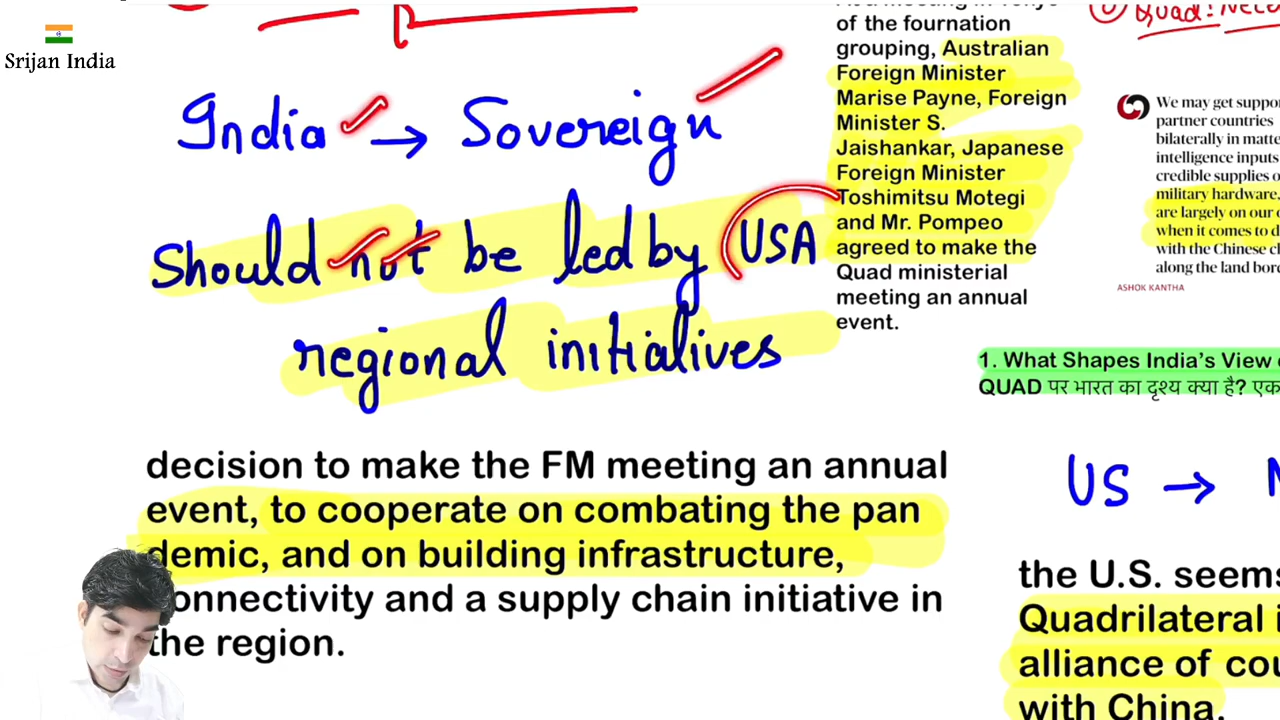 Srijan India
India → Sovereign
Should not be led by USA
regional initiatives
decision to make the FM meeting an annual
event, to cooperate on combating the pan
demic, and on building infrastructure,
connectivity and a supply chain initiative in
the region.
of the fournation
grouping, Australian
Foreign Minister
Marise Payne, Foreign
Minister S.
Jaishankar, Japanese
Foreign Minister
Toshimitsu Motegi
and Mr. Pompeo
agreed to make the
Quad ministerial
meeting an annual
event.
Quad:
We may get suppo
partner countries
bilaterally in matte
intelligence inputs
credible supplies o
military hardware.
are largely on our
when it comes to d
with the Chinese
along the land bor
ASHOK KANTHA
1. What Shapes India's View
QUAD पर भारत का दृश्य क्या है? एक
US →
the U.S. seems
Quadrilateral
alliance of cou
with China.